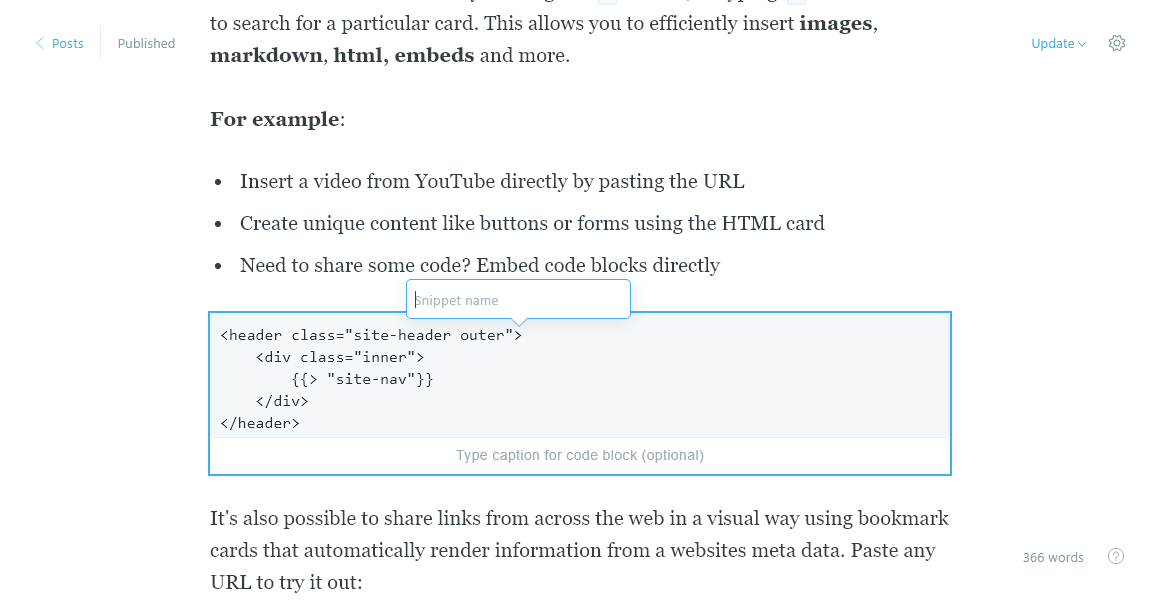 to search for a particular card. This allows you to efficiently insert images,
Posts
Published
Update
markdown, html, embeds and more.
For example:
• Insert a video from YouTube directly by pasting the URL
• Create unique content like buttons or forms using the HTML card
• Need to share some code? Embed code blocks directly
Snippet name
<header class="site-header outer">
    <div class="inner">
        {{> "site-nav"}}
    </div>
</header>
Type caption for code block (optional)
It's also possible to share links from across the web in a visual way using bookmark
cards that automatically render information from a websites meta data. Paste any
URL to try it out:
366 words
?